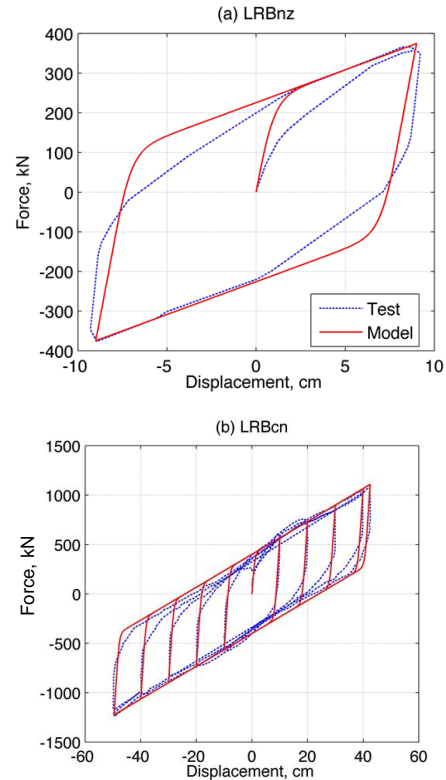 (a) LRBnz
400
300
200
100
0
-100
-200
-300
-400
Force, kN
Test
Model
-10 -5 0 5 10
Displacement, cm
(b) LRBcn
1500
1000
500
0
-500
-1000
-1500
Force, kN
-60 -40 -20 0 20 40 60
Displacement, cm